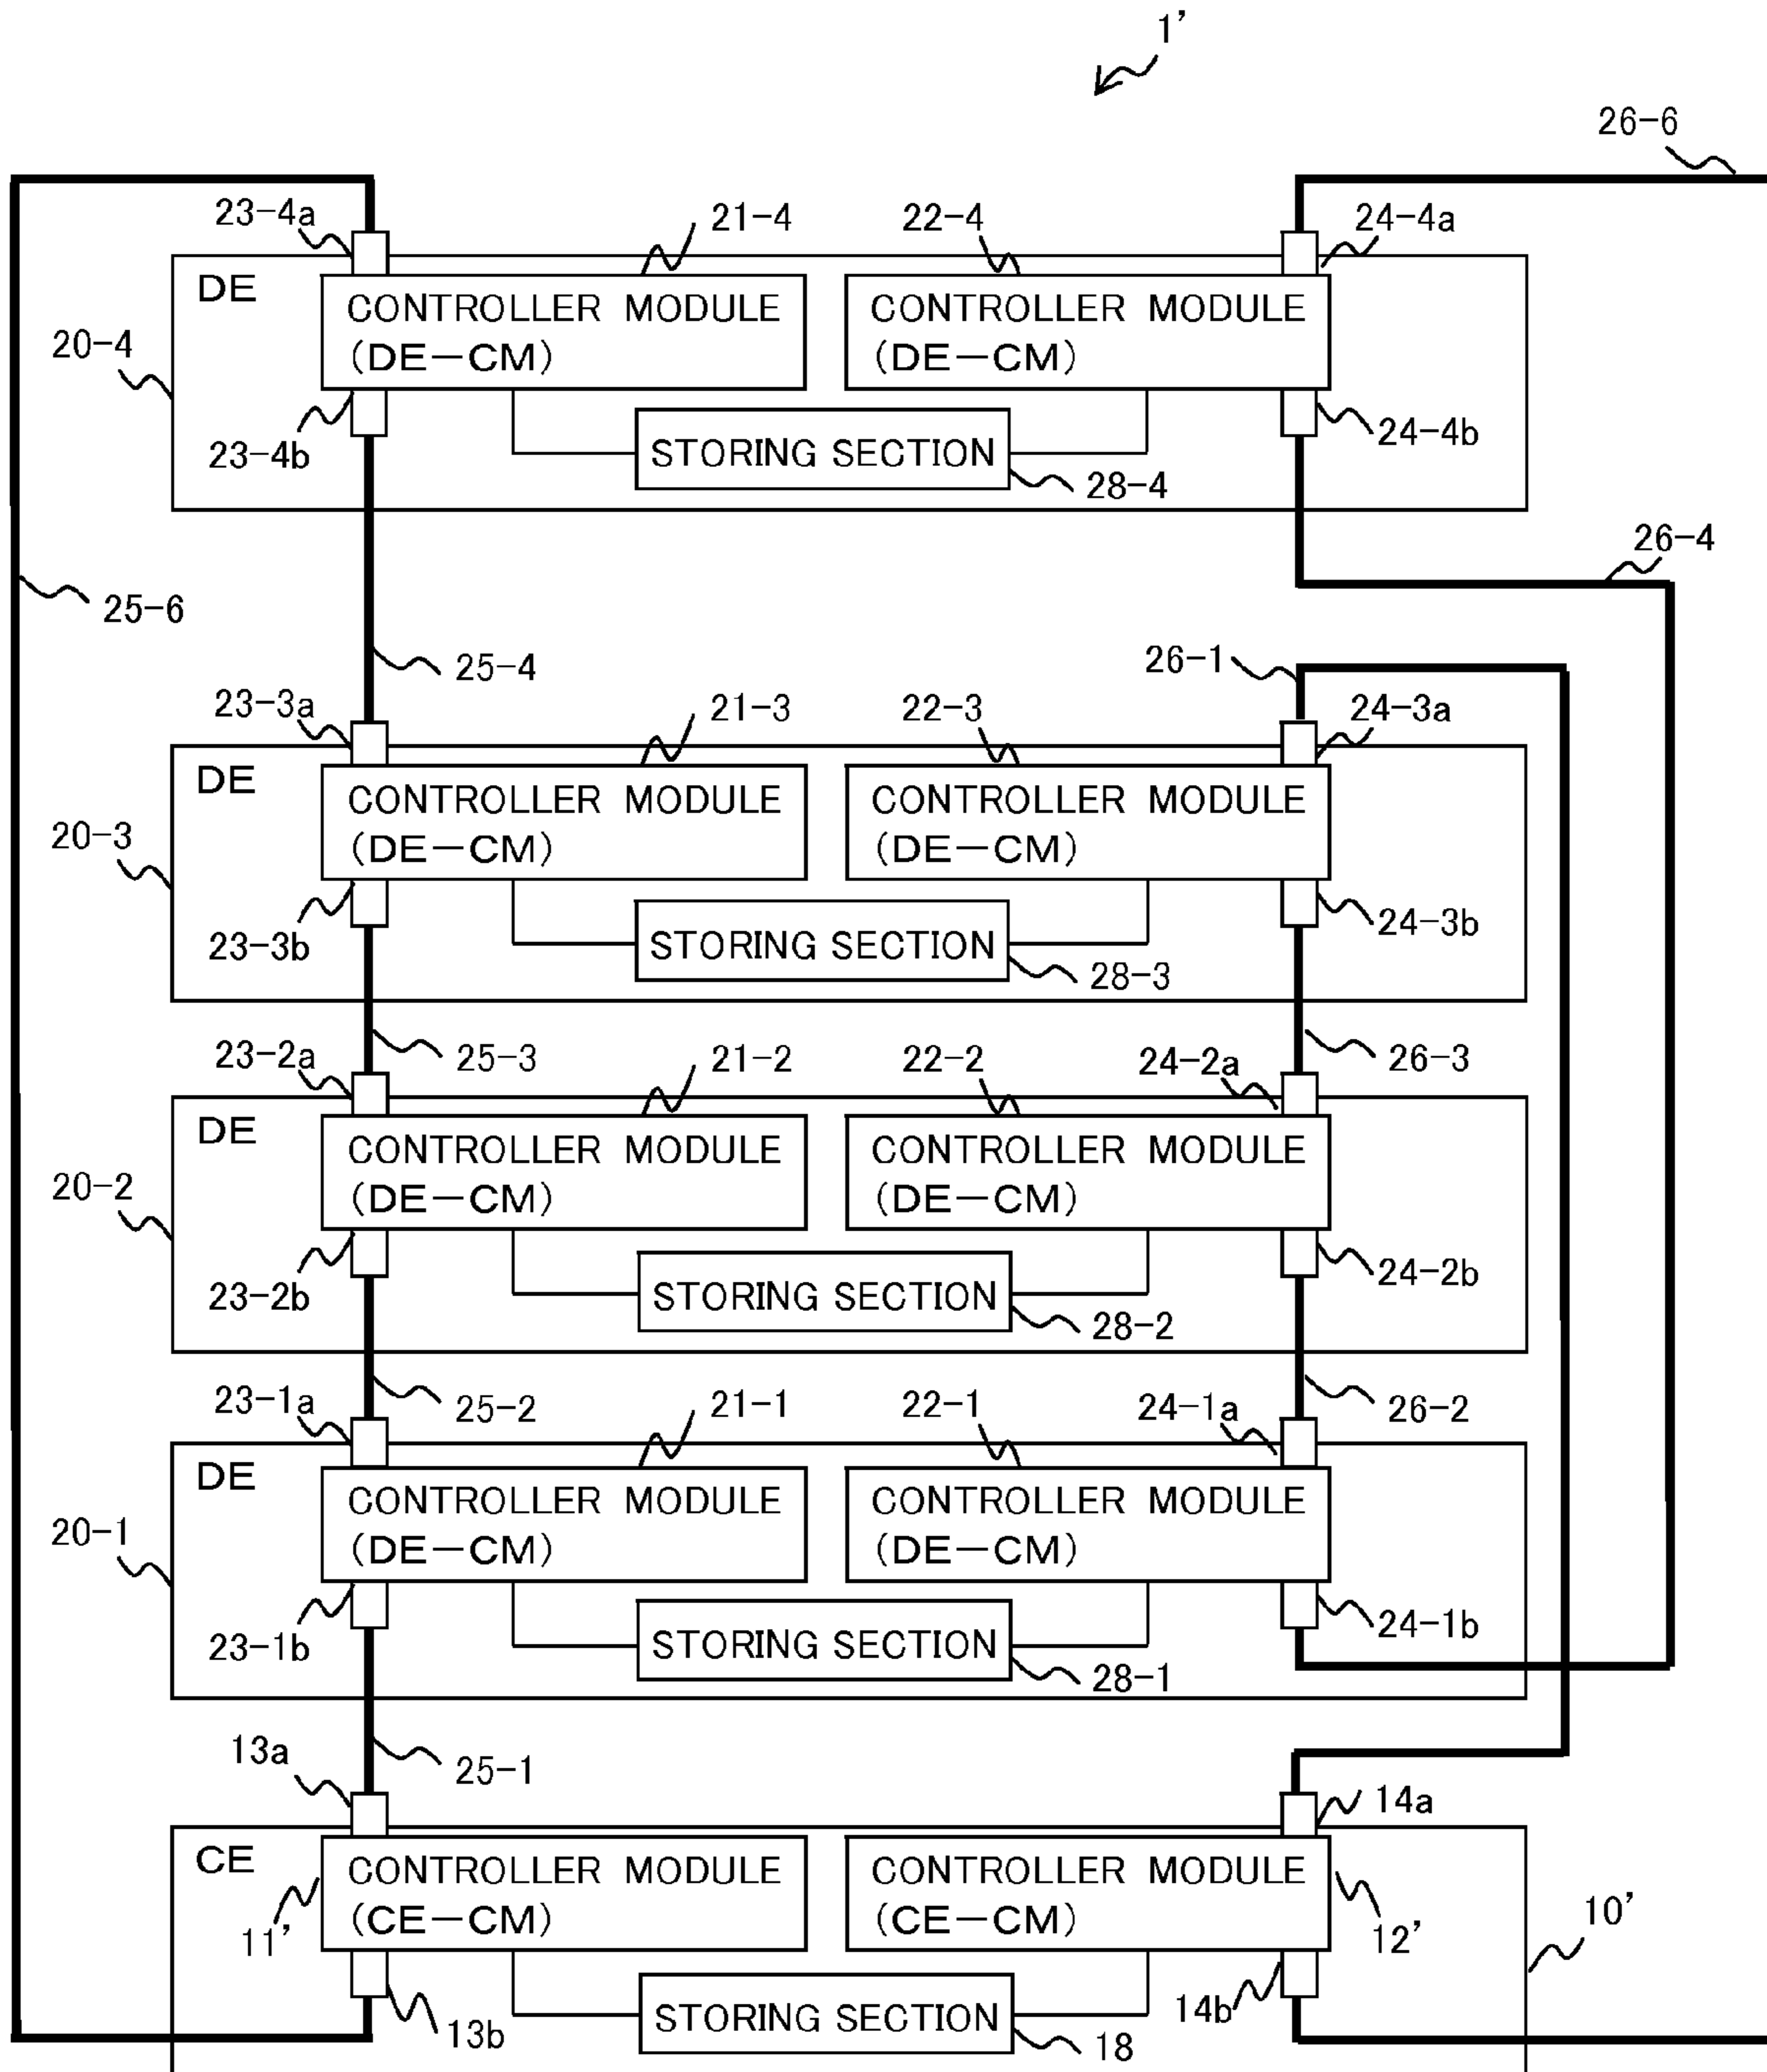 1’
26-6
23-4a
21-4
22-4
24-4a
DE
CONTROLLER MODULE
(DE-CM)
CONTROLLER MODULE
(DE-CM)
20-4
23-4b
STORING SECTION
24-4b
28-4
26-4
25-6
25-4
26-1
23-3a
21-3
22-3
24-3a
DE
CONTROLLER MODULE
(DE-CM)
CONTROLLER MODULE
(DE-CM)
20-3
23-3b
STORING SECTION
24-3b
28-3
23-2a
25-3
21-2
22-2
24-2a
26-3
DE
CONTROLLER MODULE
(DE-CM)
CONTROLLER MODULE
(DE-CM)
20-2
23-2b
STORING SECTION
24-2b
28-2
23-1a
25-2
21-1
22-1
24-1a
26-2
DE
CONTROLLER MODULE
(DE-CM)
CONTROLLER MODULE
(DE-CM)
20-1
23-1b
STORING SECTION
24-1b
28-1
13a
25-1
14a
CE
CONTROLLER MODULE
(CE-CM)
CONTROLLER MODULE
(CE-CM)
11’
12’
10’
13b
STORING SECTION
14b
18